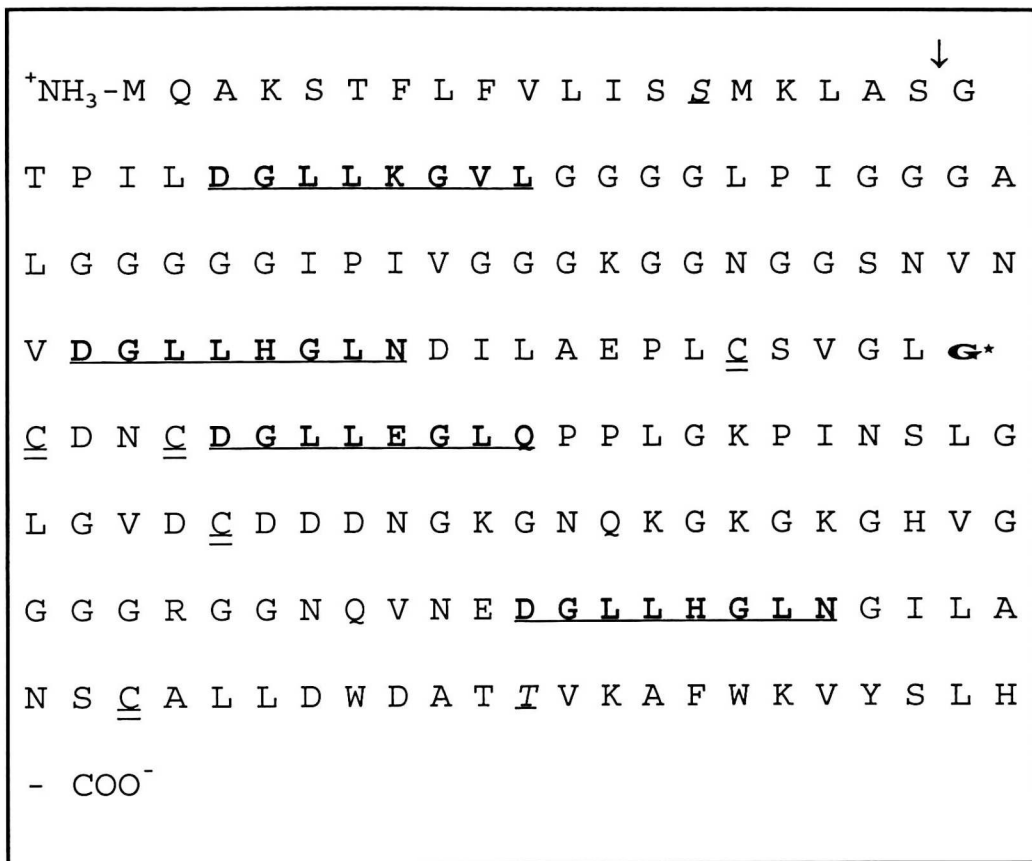 ↓
⁺NH₃-M Q A K S T F L F V L I S S M K L A S G
T P I L D G L L K G V L G G G G L P I G G G A
L G G G G G I P I V G G G K G G N G G S N V N
V D G L L H G L N D I L A E P L C S V G L G*
C D N C D G L L E G L Q P P L G K P I N S L G
L G V D C D D D N G K G N Q K G K G K G H V G
G G G R G G N Q V N E D G L L H G L N G I L A
N S C A L L D W D A T T V K A F W K V Y S L H
- COO⁻